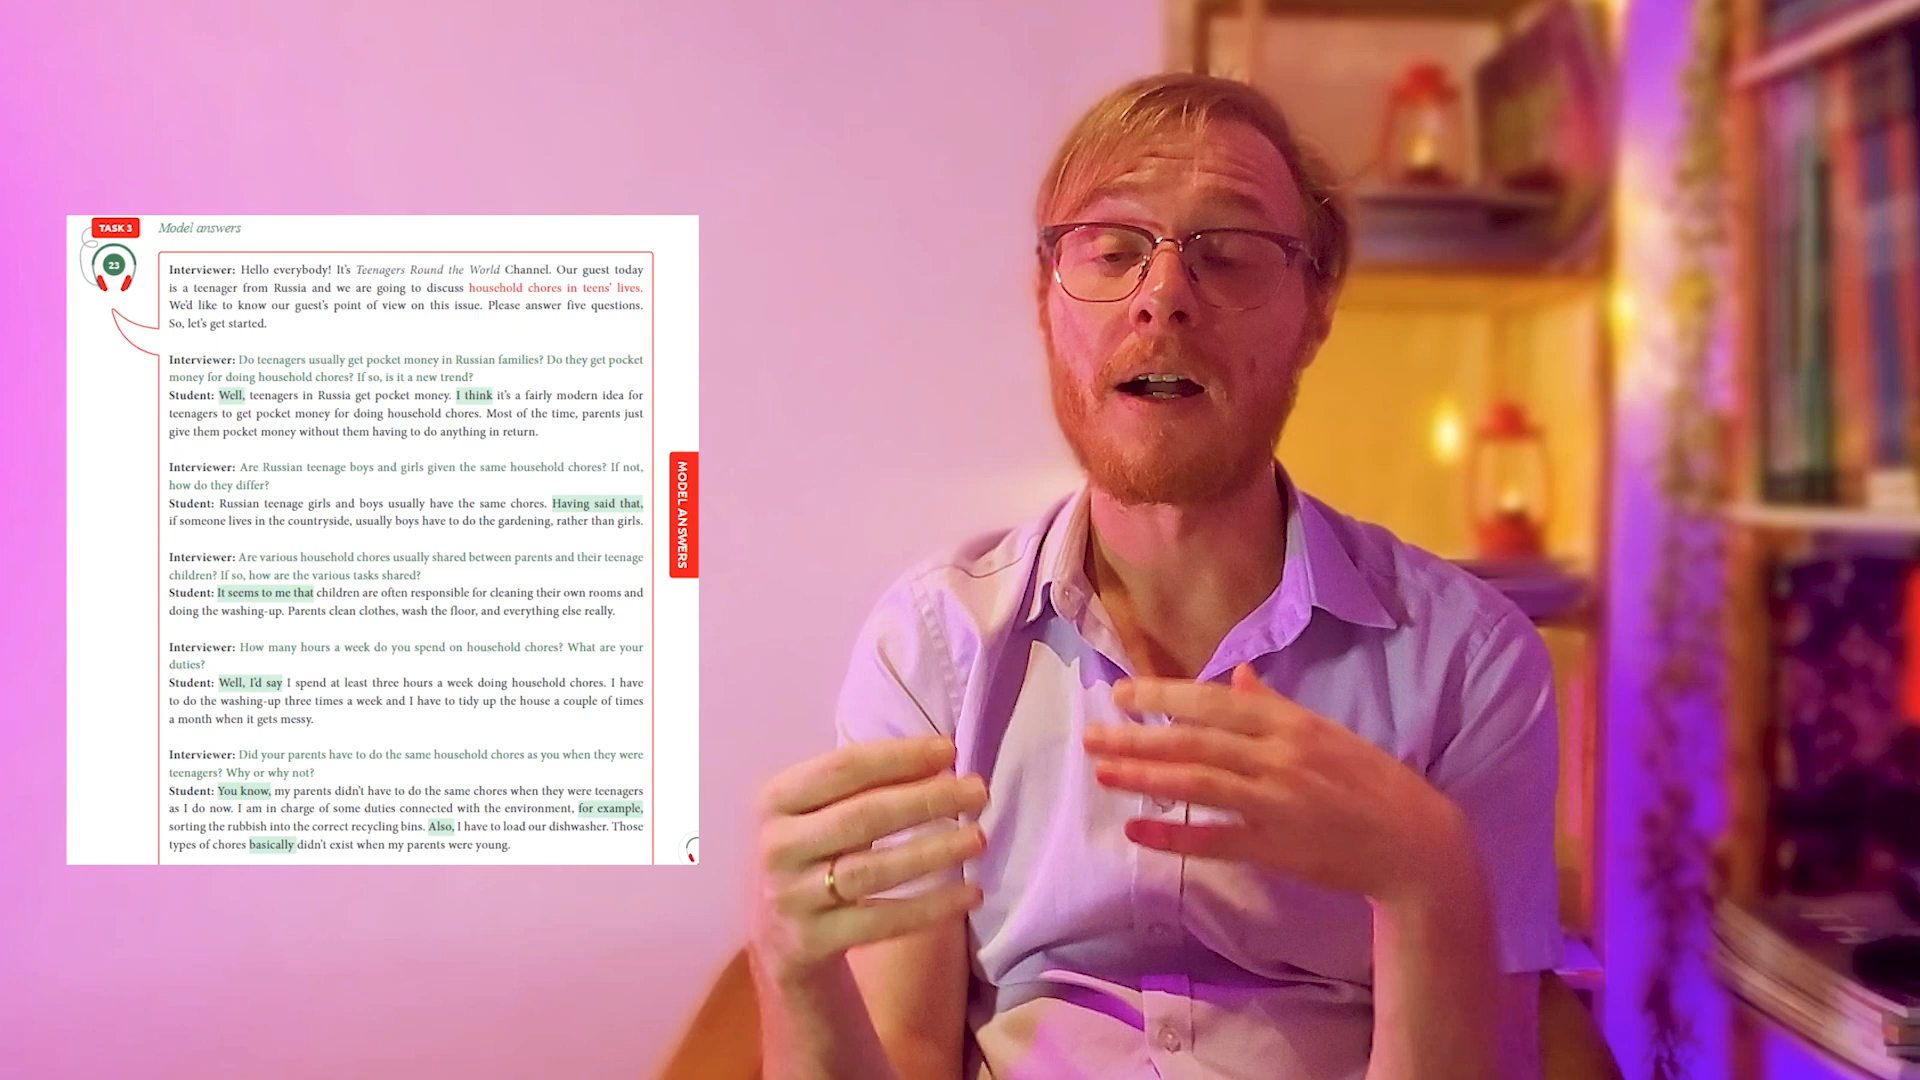 TASK 3
Model answers
23
Interviewer: Hello everybody! It's Teenagers Round the World Channel. Our guest today
is a teenager from Russia and we are going to discuss household chores in teens' lives.
We'd like to know our guest's point of view on this issue. Please answer five questions.
So, let's get started.
Interviewer: Do teenagers usually get pocket money in Russian families? Do they get pocket
money for doing household chores? If so, is it a new trend?
Student: Well, teenagers in Russia get pocket money. I think it's a fairly modern idea for
teenagers to get pocket money for doing household chores. Most of the time, parents just
give them pocket money without them having to do anything in return.
Interviewer: Are Russian teenage boys and girls given the same household chores? If not,
how do they differ?
Student: Russian teenage girls and boys usually have the same chores. Having said that,
if someone lives in the countryside, usually boys have to do the gardening, rather than girls.
Interviewer: Are various household chores usually shared between parents and their teenage
children? If so, how are the various tasks shared?
Student: It seems to me that children are often responsible for cleaning their own rooms and
doing the washing-up. Parents clean clothes, wash the floor, and everything else really.
Interviewer: How many hours a week do you spend on household chores? What are your
duties?
Student: Well, I'd say I spend at least three hours a week doing household chores. I have
to do the washing-up three times a week and I have to tidy up the house a couple of times
a month when it gets messy.
Interviewer: Did your parents have to do the same household chores as you when they were
teenagers? Why or why not?
Student: You know, my parents didn't have to do the same chores when they were teenagers
as I do now. I am in charge of some duties connected with the environment, for example,
sorting the rubbish into the correct recycling bins. Also, I have to load our dishwasher. Those
types of chores basically didn't exist when my parents were young.
MODEL ANSWERS